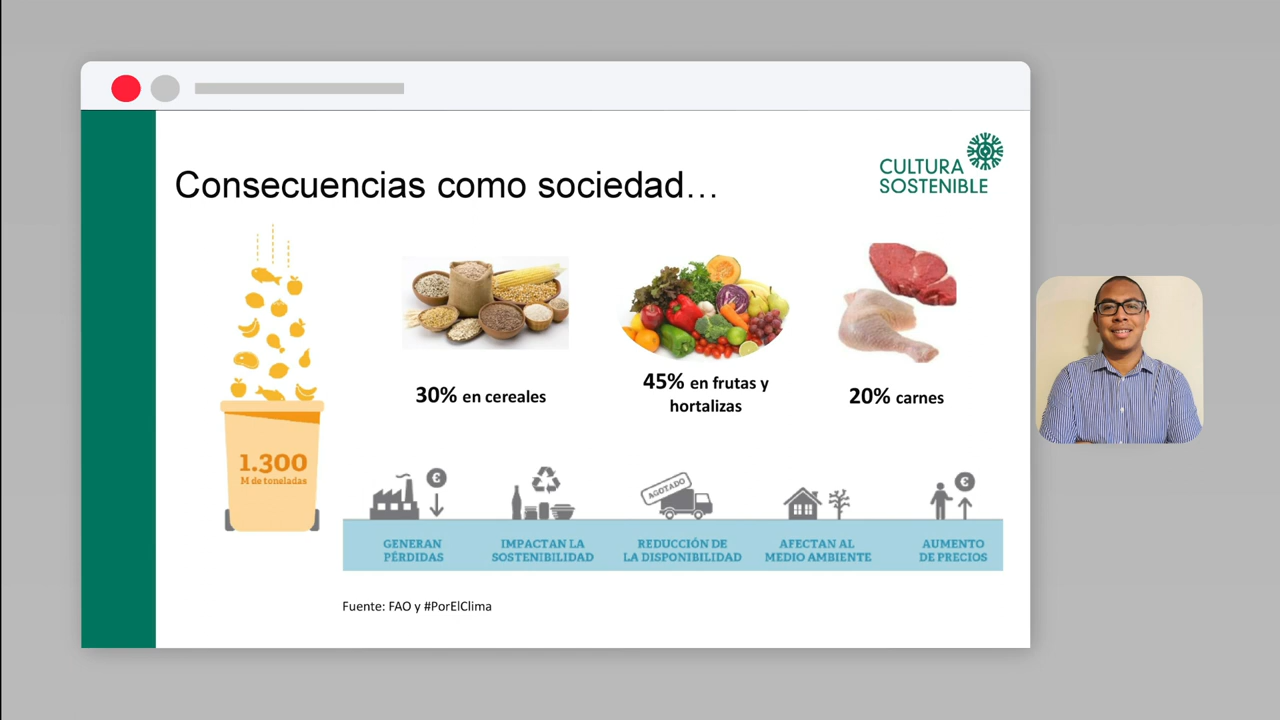 CULTURA
SOSTENIBLE
Consecuencias como sociedad…
30% en cereales
45% en frutas y
hortalizas
20% carnes
1.300
M de toneladas
€
AGOTADO
€
GENERAN
PÉRDIDAS
IMPACTAN LA
SOSTENIBILIDAD
REDUCCIÓN DE
LA DISPONIBILIDAD
AFECTAN AL
MEDIO AMBIENTE
AUMENTO
DE PRECIOS
Fuente: FAO y #PorElClima